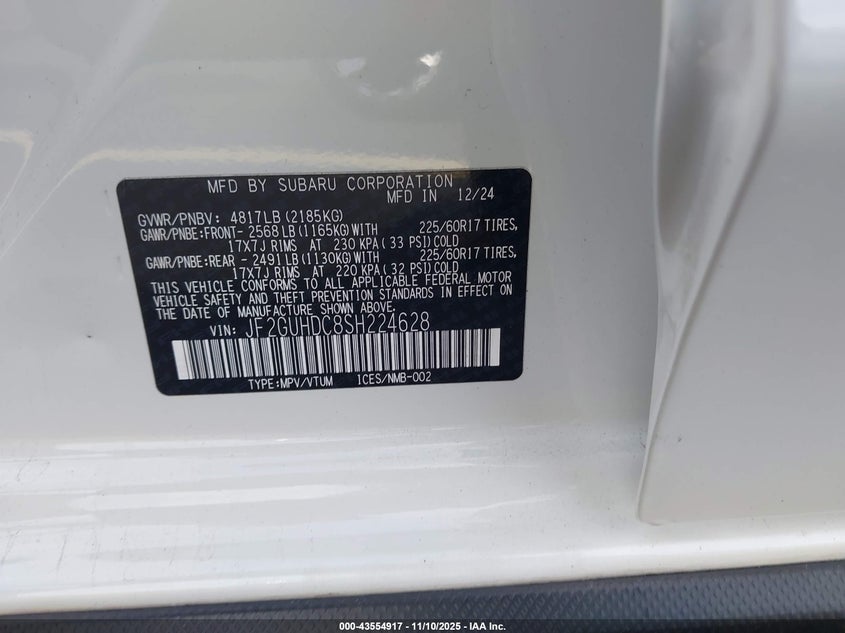 MFD BY SUBARU CORPORATION
MFD IN 12/24
GVWR/PNBV: 4817LB(2185KG)
GAWR/PNBE:FRONT- 2568LB(1165KG)WITH 225/60R17 TIRES,
17X7J RIMS AT 230 KPA( 33 PSI)COLD
GAWR/PNBE:REAR - 2491LB(1130KG)WITH 225/60R17 TIRES,
17X7J RIMS AT 220 KPA( 32 PSI)COLD
THIS VEHICLE CONFORMS TO ALL APPLICABLE FEDERAL MOTOR
VEHICLE SAFETY AND THEFT PREVENTION STANDARDS IN EFFECT ON
THE DATE OF MANUFACTURE SHOWN ABOVE.
VIN: JF2GUHDC8SH224628
TYPE:MPV/VTUM ICES/NMB-002
000-43554917 - 11/10/2025 - IAA Inc.